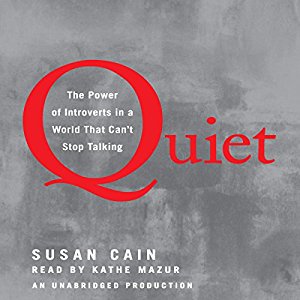 The Power
of Introverts in a
World That Can't
Stop Talking
Quiet
SUSAN CAIN
READ BY KATHE MAZUR
AN UNABRIDGED PRODUCTION